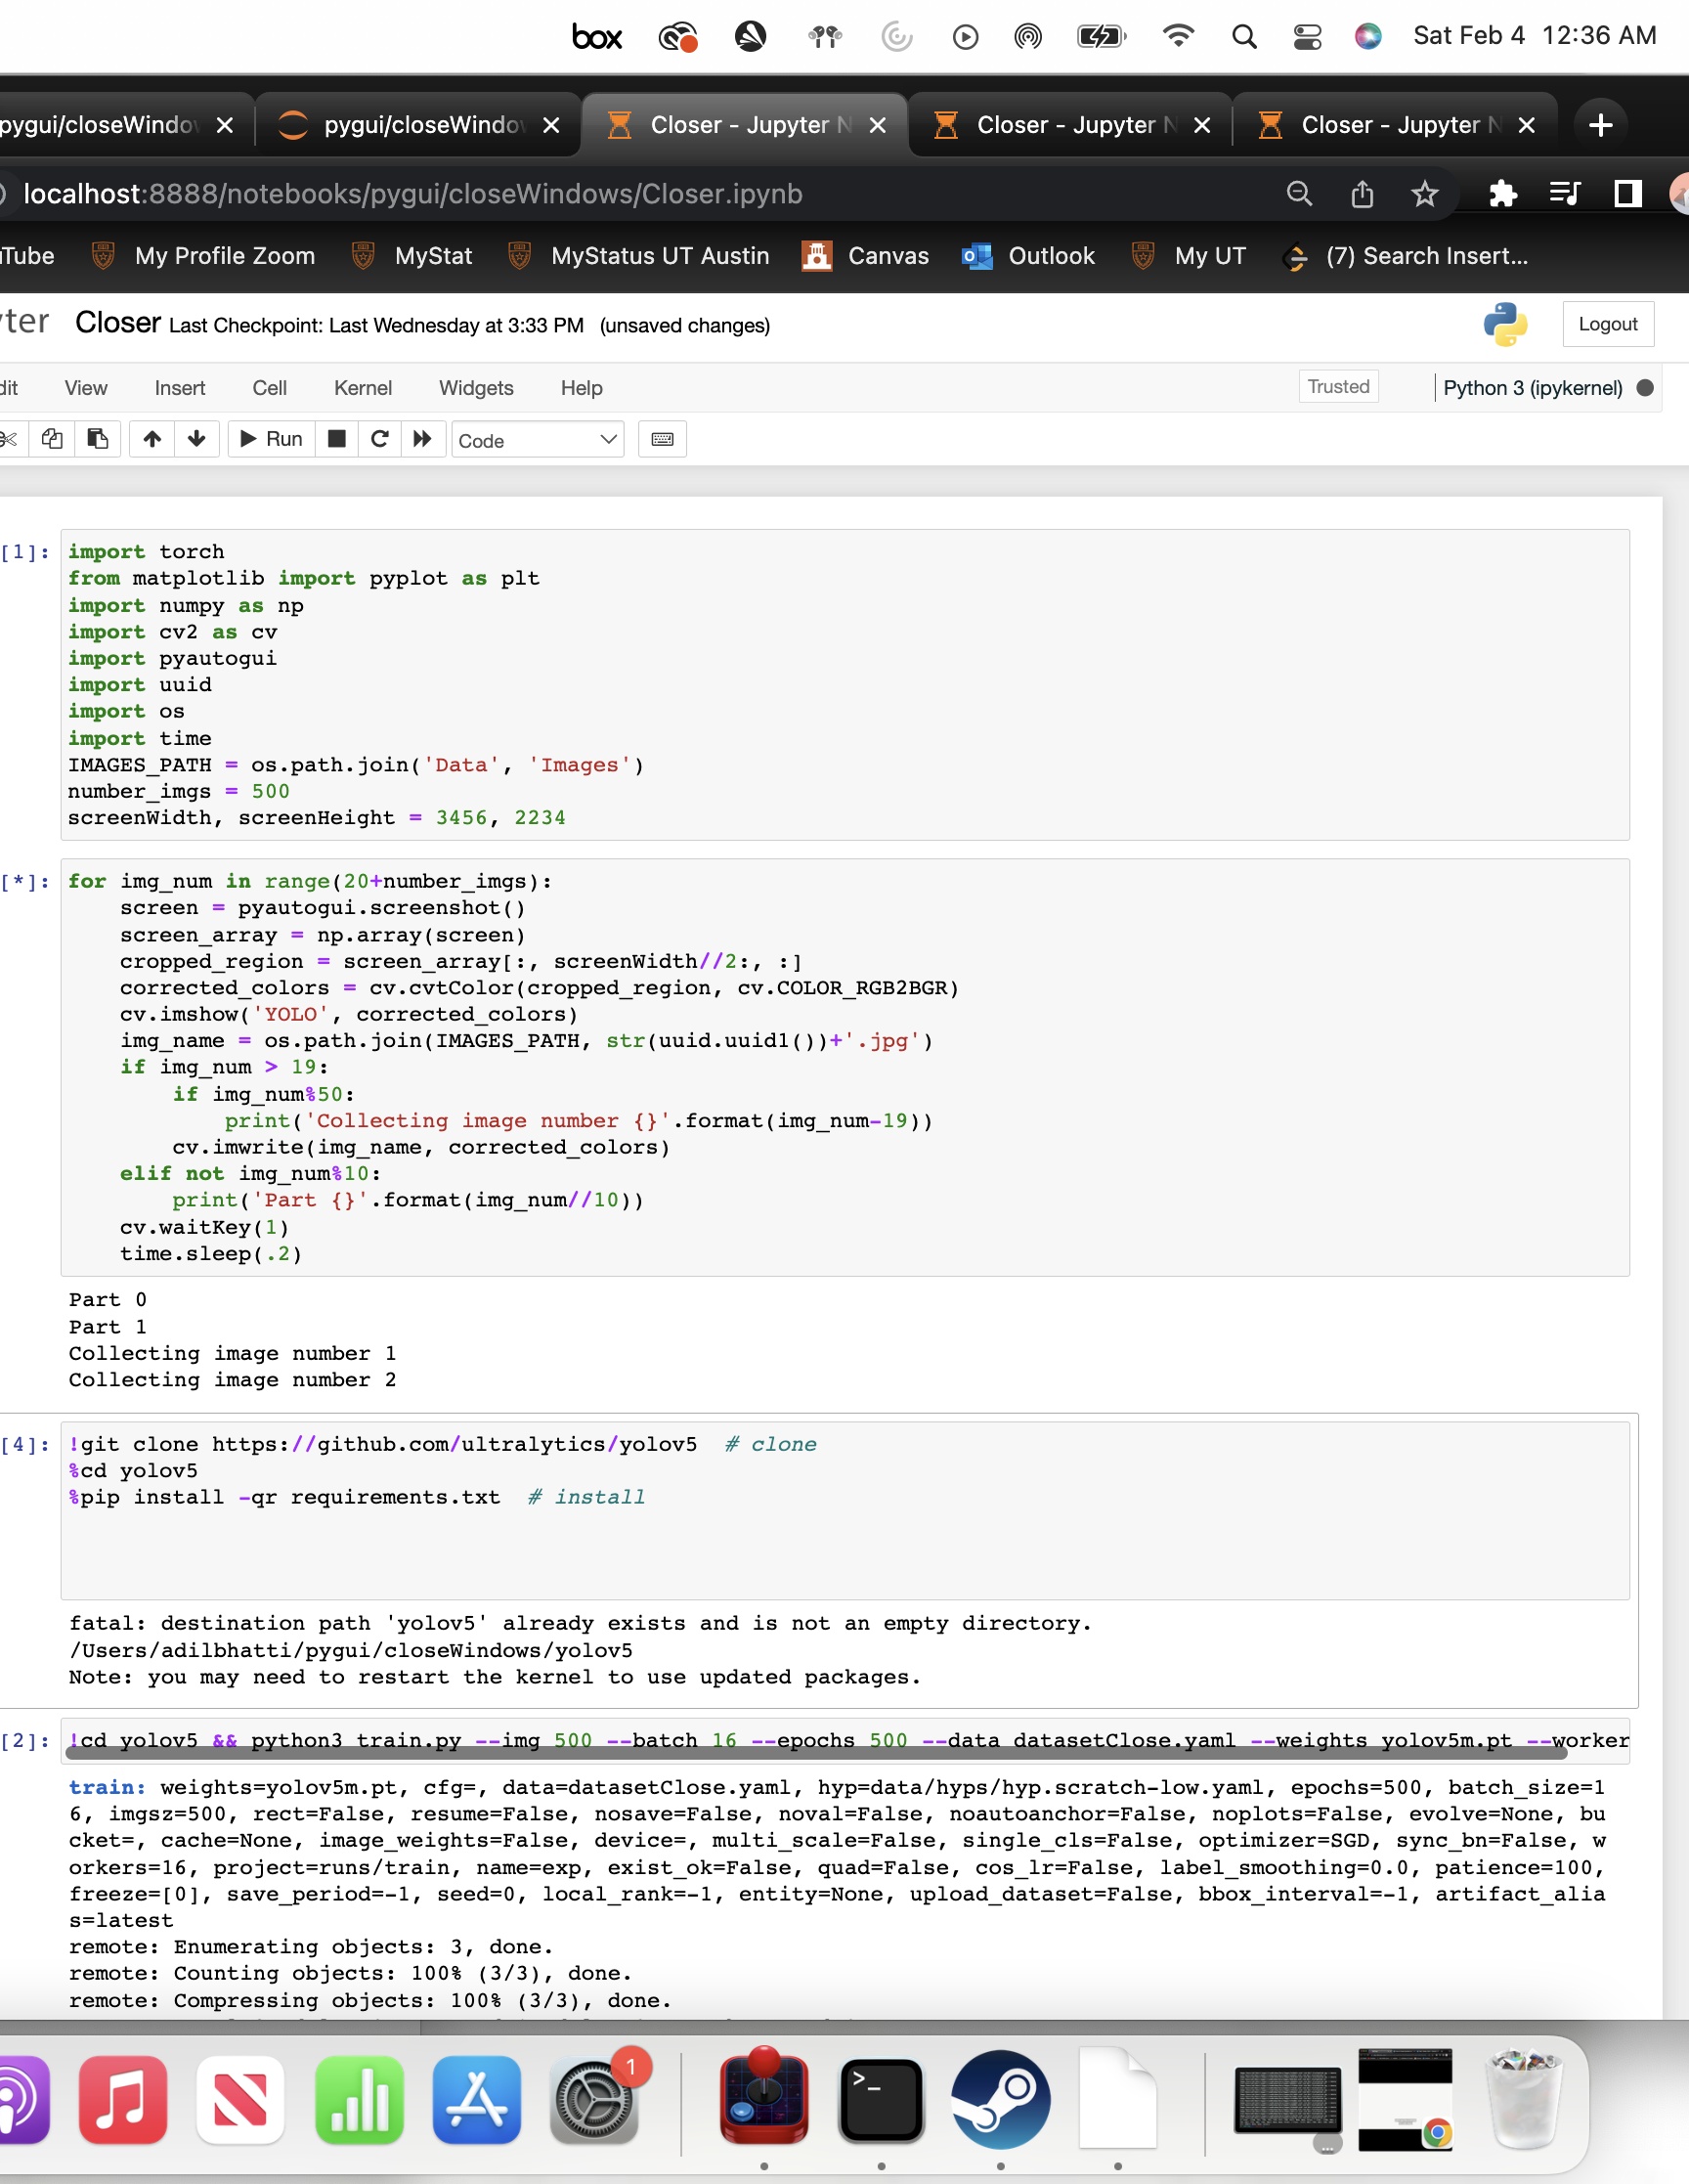 box Sat Feb 4 12:36 AM
pygui/closeWindo pygui/closeWindo Closer - Jupyter N Closer - Jupyter N Closer - Jupyter N
localhost:8888/notebooks/pygui/closeWindows/Closer.ipynb
Tube My Profile Zoom MyStat MyStatus UT Austin Canvas Outlook My UT (7) Search Insert...
yter Closer Last Checkpoint: Last Wednesday at 3:33 PM (unsaved changes) Logout
dit View Insert Cell Kernel Widgets Help Trusted Python 3 (ipykernel)
Run Code
[1]: import torch
from matplotlib import pyplot as plt
import numpy as np
import cv2 as cv
import pyautogui
import uuid
import os
import time
IMAGES_PATH = os.path.join('Data', 'Images')
number_imgs = 500
screenWidth, screenHeight = 3456, 2234
[*]: for img_num in range(20+number_imgs):
    screen = pyautogui.screenshot()
    screen_array = np.array(screen)
    cropped_region = screen_array[:, screenWidth//2:, :]
    corrected_colors = cv.cvtColor(cropped_region, cv.COLOR_RGB2BGR)
    cv.imshow('YOLO', corrected_colors)
    img_name = os.path.join(IMAGES_PATH, str(uuid.uuid1())+'.jpg')
    if img_num > 19:
        if img_num%50:
            print('Collecting image number {}'.format(img_num-19))
        cv.imwrite(img_name, corrected_colors)
    elif not img_num%10:
        print('Part {}'.format(img_num//10))
    cv.waitKey(1)
    time.sleep(.2)
Part 0
Part 1
Collecting image number 1
Collecting image number 2
[4]: !git clone https://github.com/ultralytics/yolov5  # clone
%cd yolov5
%pip install -qr requirements.txt  # install
fatal: destination path 'yolov5' already exists and is not an empty directory.
/Users/adilbhatti/pygui/closeWindows/yolov5
Note: you may need to restart the kernel to use updated packages.
[2]: !cd yolov5 && python3 train.py --img 500 --batch 16 --epochs 500 --data datasetClose.yaml --weights yolov5m.pt --worker
train: weights=yolov5m.pt, cfg=, data=datasetClose.yaml, hyp=data/hyps/hyp.scratch-low.yaml, epochs=500, batch_size=1
6, imgsz=500, rect=False, resume=False, nosave=False, noval=False, noautoanchor=False, noplots=False, evolve=None, bu
cket=, cache=None, image_weights=False, device=, multi_scale=False, single_cls=False, optimizer=SGD, sync_bn=False, w
orkers=16, project=runs/train, name=exp, exist_ok=False, quad=False, cos_lr=False, label_smoothing=0.0, patience=100,
freeze=[0], save_period=-1, seed=0, local_rank=-1, entity=None, upload_dataset=False, bbox_interval=-1, artifact_alia
s=latest
remote: Enumerating objects: 3, done.
remote: Counting objects: 100% (3/3), done.
remote: Compressing objects: 100% (3/3), done.
1